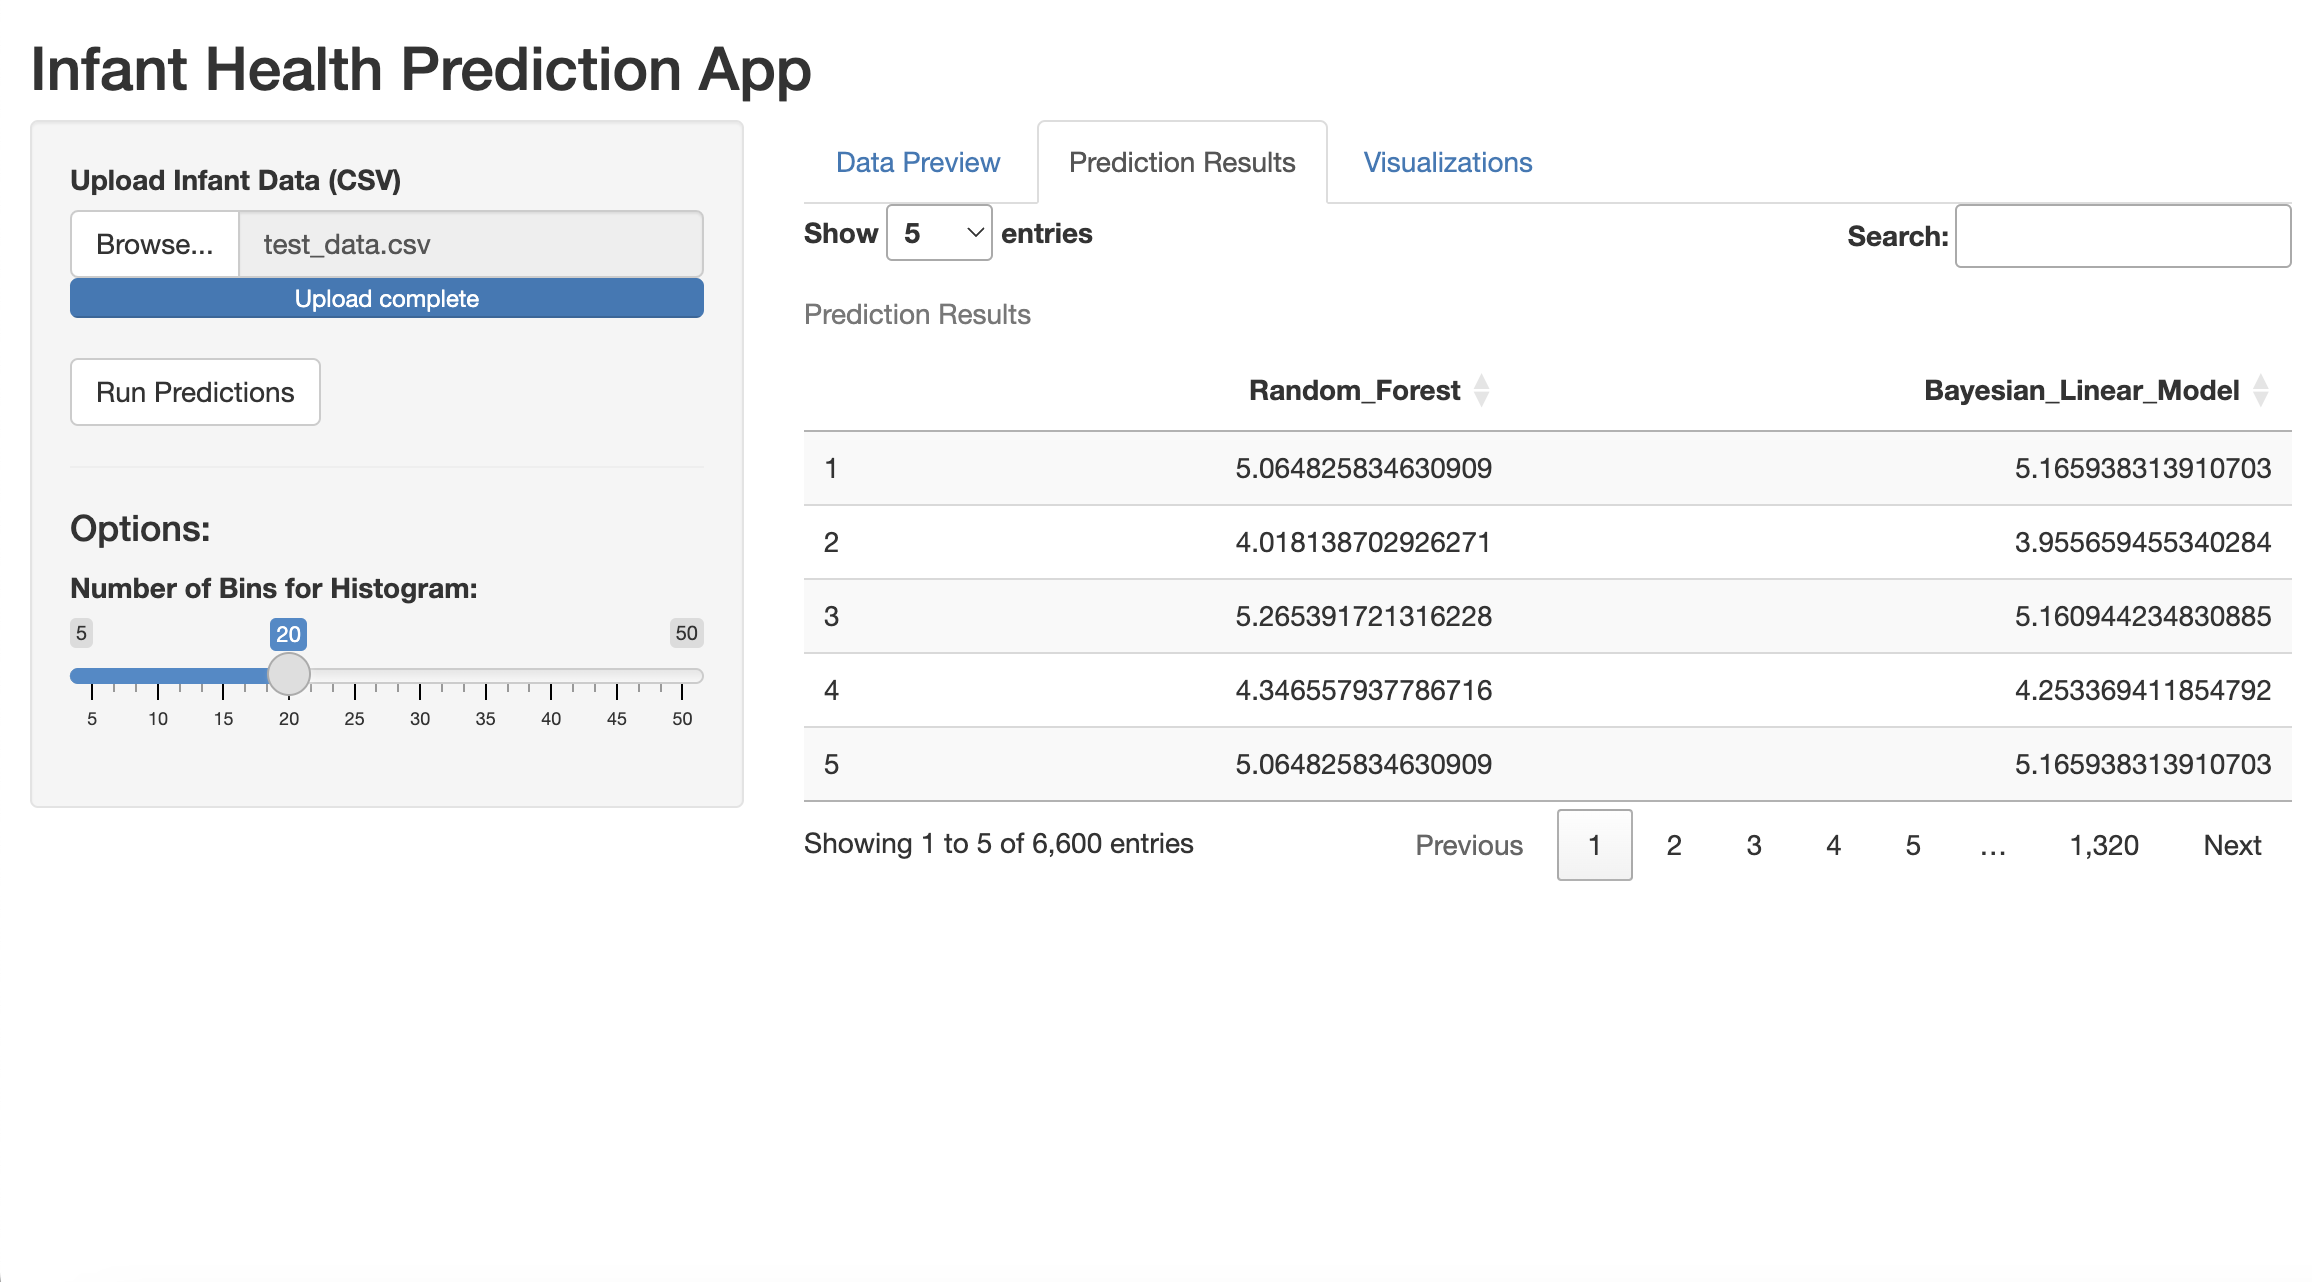 Infant Health Prediction App
Upload Infant Data (CSV)
Browse... test_data.csv
Upload complete
Run Predictions
Options:
Number of Bins for Histogram:
5 20 50
5 10 15 20 25 30 35 40 45 50
Data Preview Prediction Results Visualizations
Show 5 entries Search:
Prediction Results
Random_Forest Bayesian_Linear_Model
1 5.064825834630909 5.165938313910703
2 4.018138702926271 3.955659455340284
3 5.265391721316228 5.160944234830885
4 4.346557937786716 4.253369411854792
5 5.064825834630909 5.165938313910703
Showing 1 to 5 of 6,600 entries Previous 1 2 3 4 5 … 1,320 Next